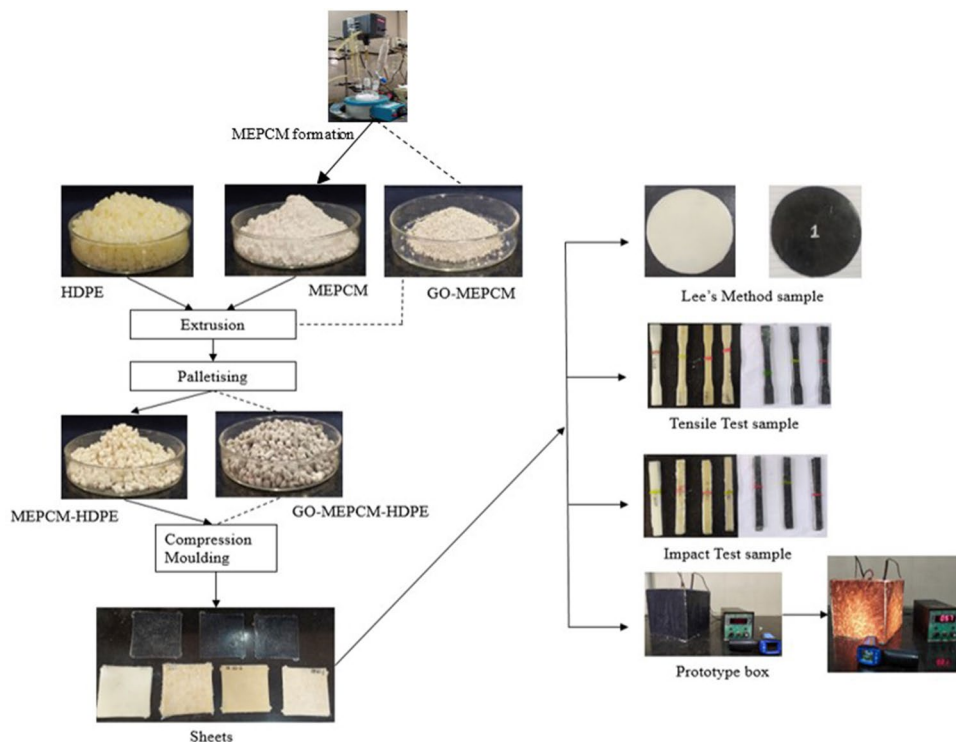 MEPCM formation
HDPE
MEPCM
GO-MEPCM
Extrusion
Palletising
MEPCM-HDPE
GO-MEPCM-HDPE
Compression
Moulding
Sheets
1
Lee's Method sample
Tensile Test sample
Impact Test sample
Prototype box